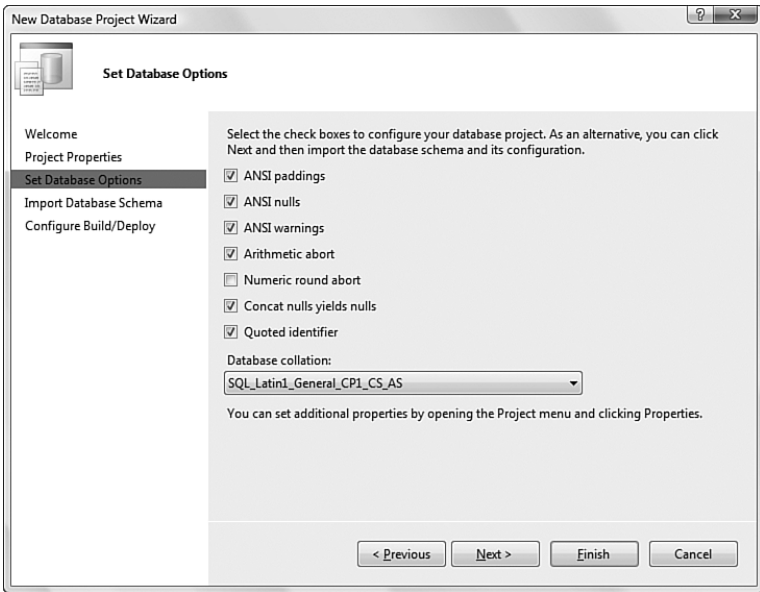 New Database Project Wizard
Set Database Options
Welcome
Project Properties
Set Database Options
Import Database Schema
Configure Build/Deploy
Select the check boxes to configure your database project. As an alternative, you can click
Next and then import the database schema and its configuration.
ANSI paddings
ANSI nulls
ANSI warnings
Arithmetic abort
Numeric round abort
Concat nulls yields nulls
Quoted identifier
Database collation:
SQL_Latin1_General_CP1_CS_AS
You can set additional properties by opening the Project menu and clicking Properties.
< Previous
Next >
Finish
Cancel